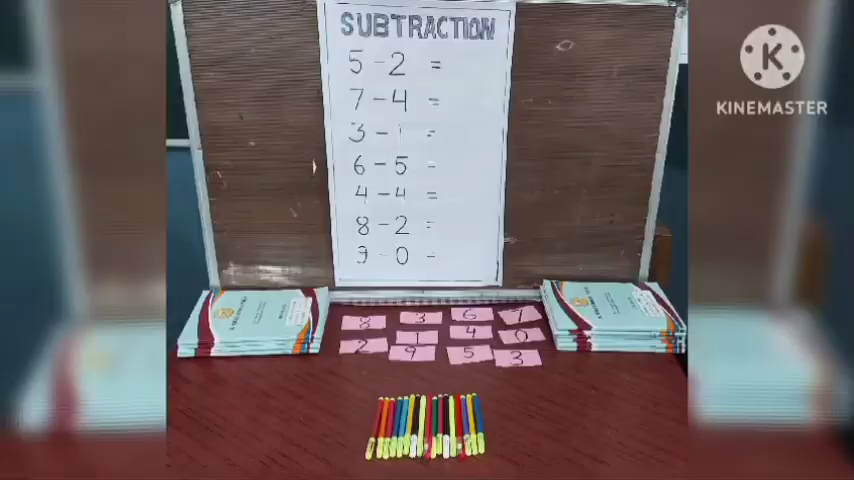 SUBTRACTION
5 - 2 =
7 - 4 =
3 - 1 =
6 - 5 =
4 - 4 =
8 - 2 =
9 - 0 =
K
KINEMASTER
8 3 6 7
1 4 0
2 9 5 3